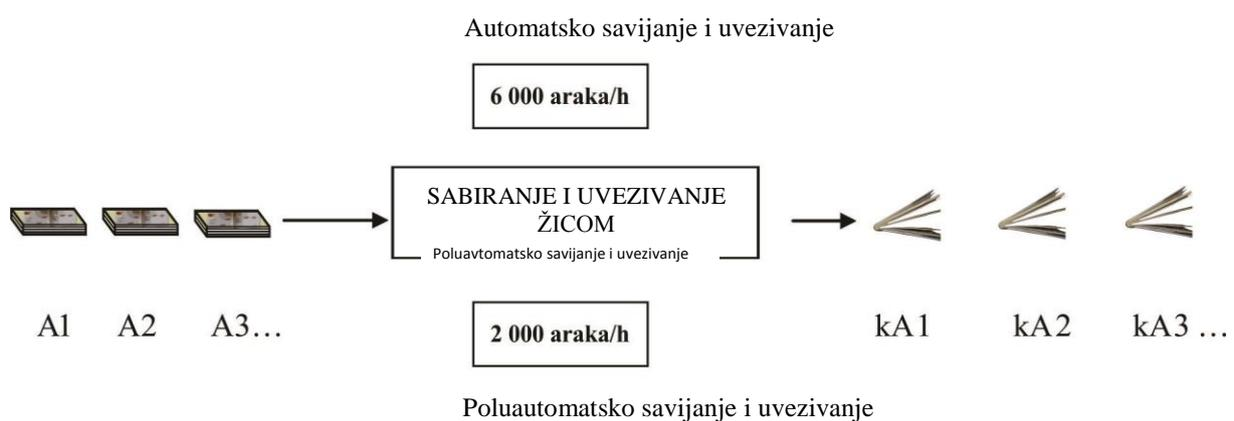 Automatsko savijanje i uvezivanje
6 000 araka/h
SABIRANJE I UVEZIVANJE
ŽICOM
Poluavtomatsko savijanje i uvezivanje
A1 A2 A3... kA1 kA2 kA3 ...
2 000 araka/h
Poluautomatsko savijanje i uvezivanje